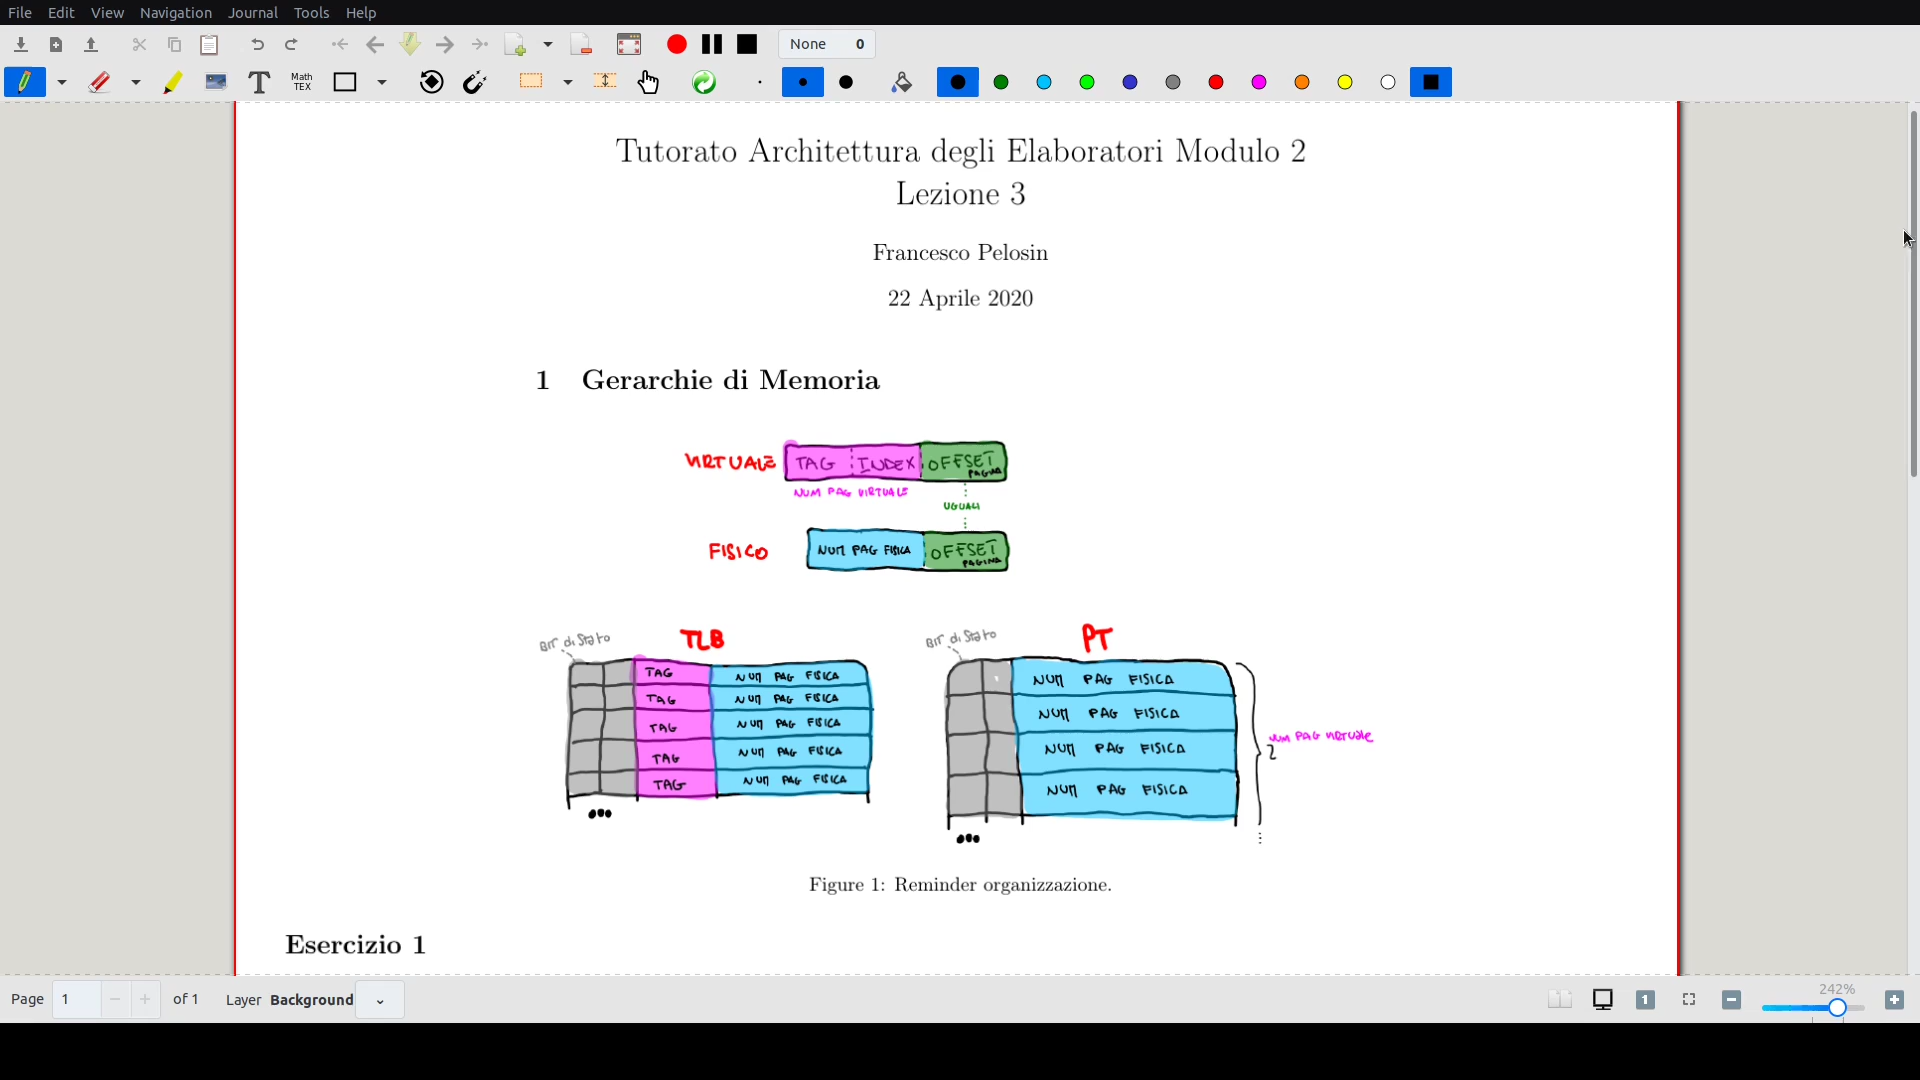 File Edit View Navigation Journal Tools Help
None 0
Math TEX
Tutorato Architettura degli Elaboratori Modulo 2
Lezione 3
Francesco Pelosin
22 Aprile 2020
1 Gerarchie di Memoria
VIRTUALE TAG INDEX OFFSET PAGINA
NUM PAG VIRTUALE
UGUALI
FISICO NUM PAG FISICA OFFSET PAGINA
BIT di Stato TLB
TAG NUM PAG FISICA
TAG NUM PAG FISICA
TAG NUM PAG FISICA
TAG NUM PAG FISICA
TAG NUM PAG FISICA
BIT di Stato PT
NUM PAG FISICA
NUM PAG FISICA
NUM PAG FISICA
NUM PAG FISICA
2 NUM PAG VIRTUALE
Figure 1: Reminder organizzazione.
Esercizio 1
Page 1 of 1 Layer Background 1 242%